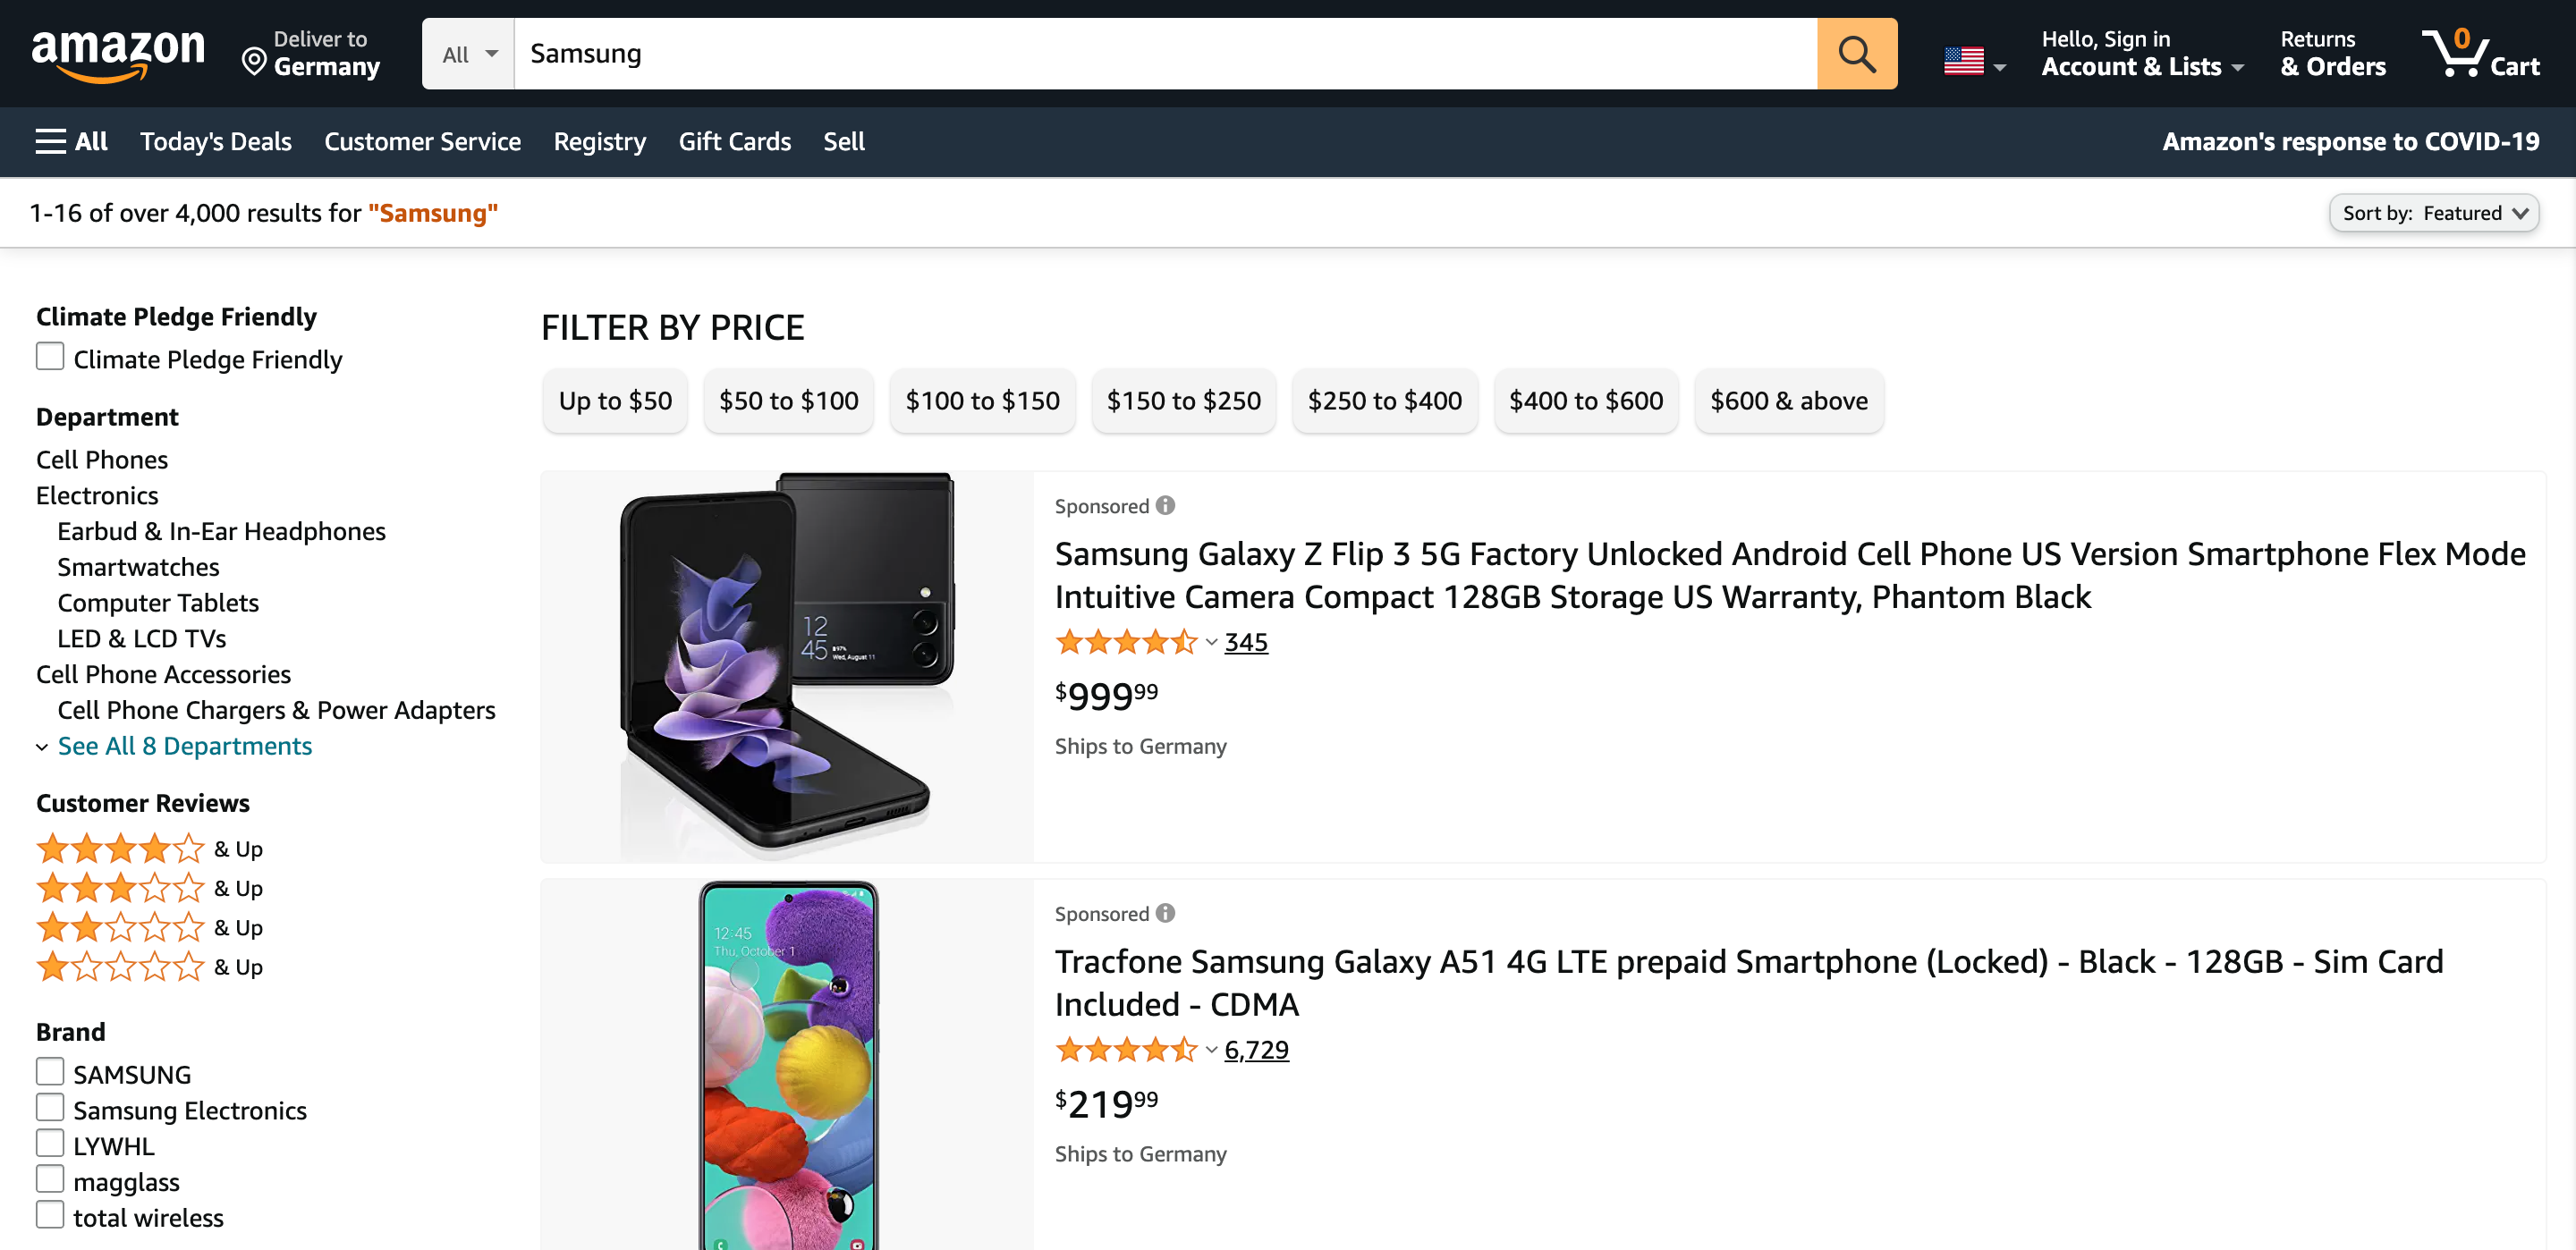 amazon
Deliver to
Germany
All
Samsung
Hello, Sign in
Account & Lists
Returns
& Orders
0
Cart
All
Today's Deals
Customer Service
Registry
Gift Cards
Sell
Amazon's response to COVID-19
1-16 of over 4,000 results for "Samsung"
Sort by: Featured
Climate Pledge Friendly
Climate Pledge Friendly
Department
Cell Phones
Electronics
Earbud & In-Ear Headphones
Smartwatches
Computer Tablets
LED & LCD TVs
Cell Phone Accessories
Cell Phone Chargers & Power Adapters
See All 8 Departments
Customer Reviews
& Up
& Up
& Up
& Up
Brand
SAMSUNG
Samsung Electronics
LYWHL
magglass
total wireless
FILTER BY PRICE
Up to $50
$50 to $100
$100 to $150
$150 to $250
$250 to $400
$400 to $600
$600 & above
12
45
97%
Wed, August 11
Sponsored
Samsung Galaxy Z Flip 3 5G Factory Unlocked Android Cell Phone US Version Smartphone Flex Mode
Intuitive Camera Compact 128GB Storage US Warranty, Phantom Black
345
$99999
Ships to Germany
12:45
Thu, October 1
Sponsored
Tracfone Samsung Galaxy A51 4G LTE prepaid Smartphone (Locked) - Black - 128GB - Sim Card
Included - CDMA
6,729
$21999
Ships to Germany